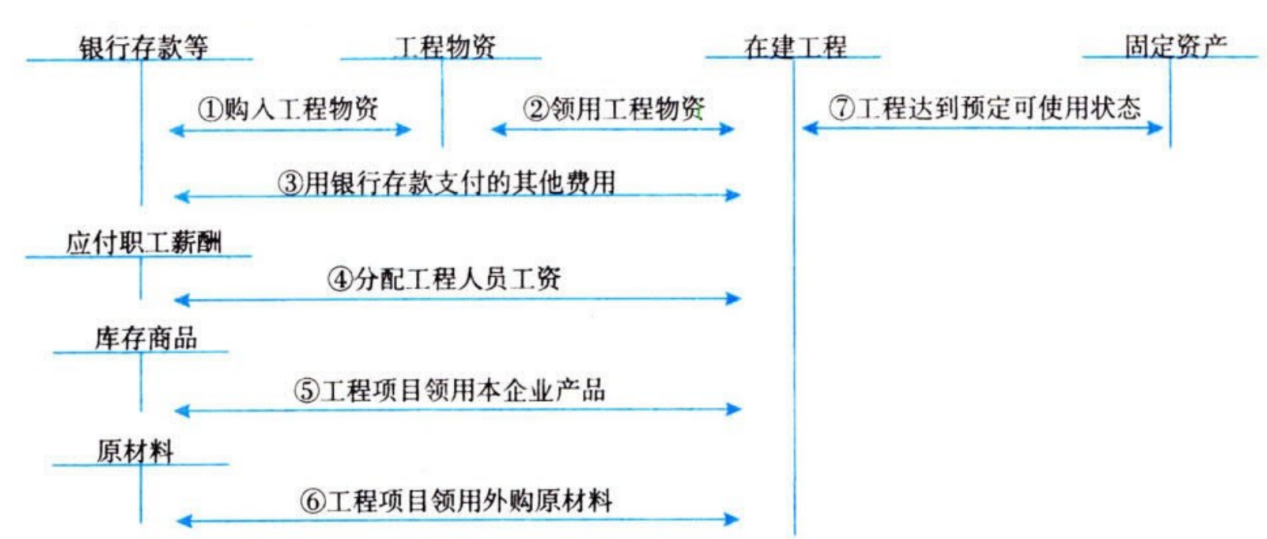 银行存款等 工程物资 在建工程 固定资产
①购入工程物资 ②领用工程物资 ⑦工程达到预定可使用状态
③用银行存款支付的其他费用
应付职工薪酬
④分配工程人员工资
库存商品
⑤工程项目领用本企业产品
原材料
⑥工程项目领用外购原材料